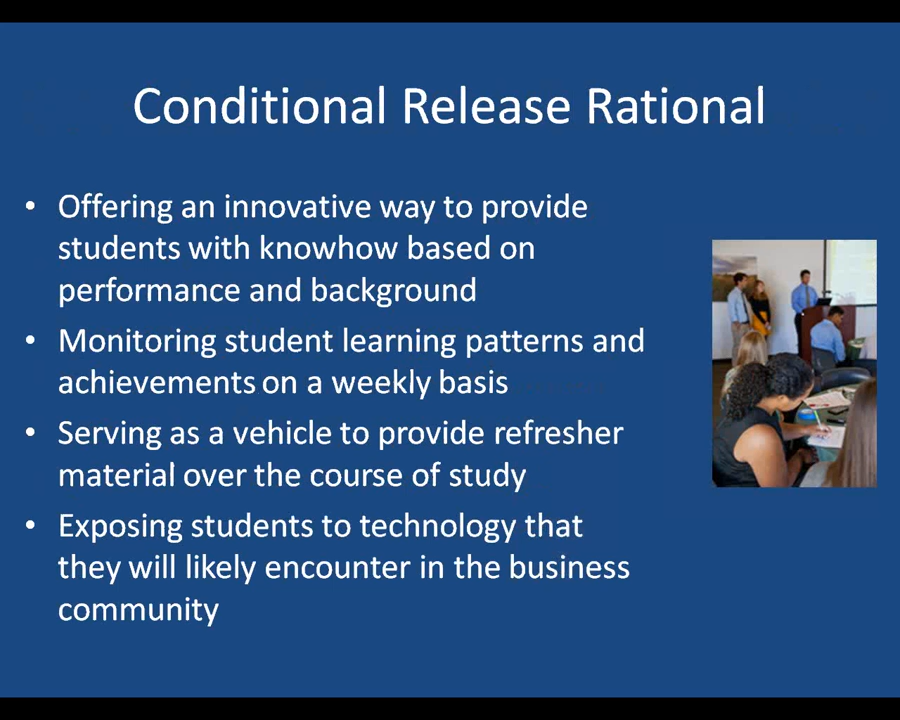 Conditional Release Rational
• Offering an innovative way to provide
students with knowhow based on
performance and background
• Monitoring student learning patterns and
achievements on a weekly basis
• Serving as a vehicle to provide refresher
material over the course of study
• Exposing students to technology that
they will likely encounter in the business
community